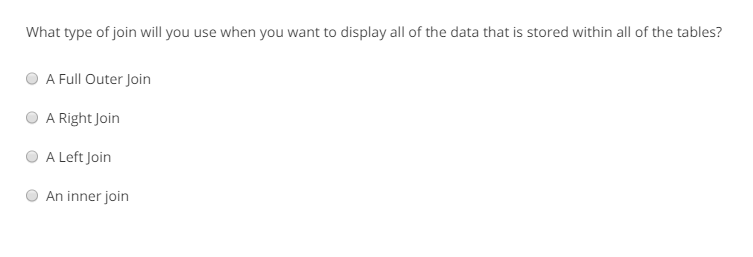 What type of join will you use when you want to display all of the data that is stored within all of the tables?
A Full Outer Join
A Right Join
A Left Join
An inner join